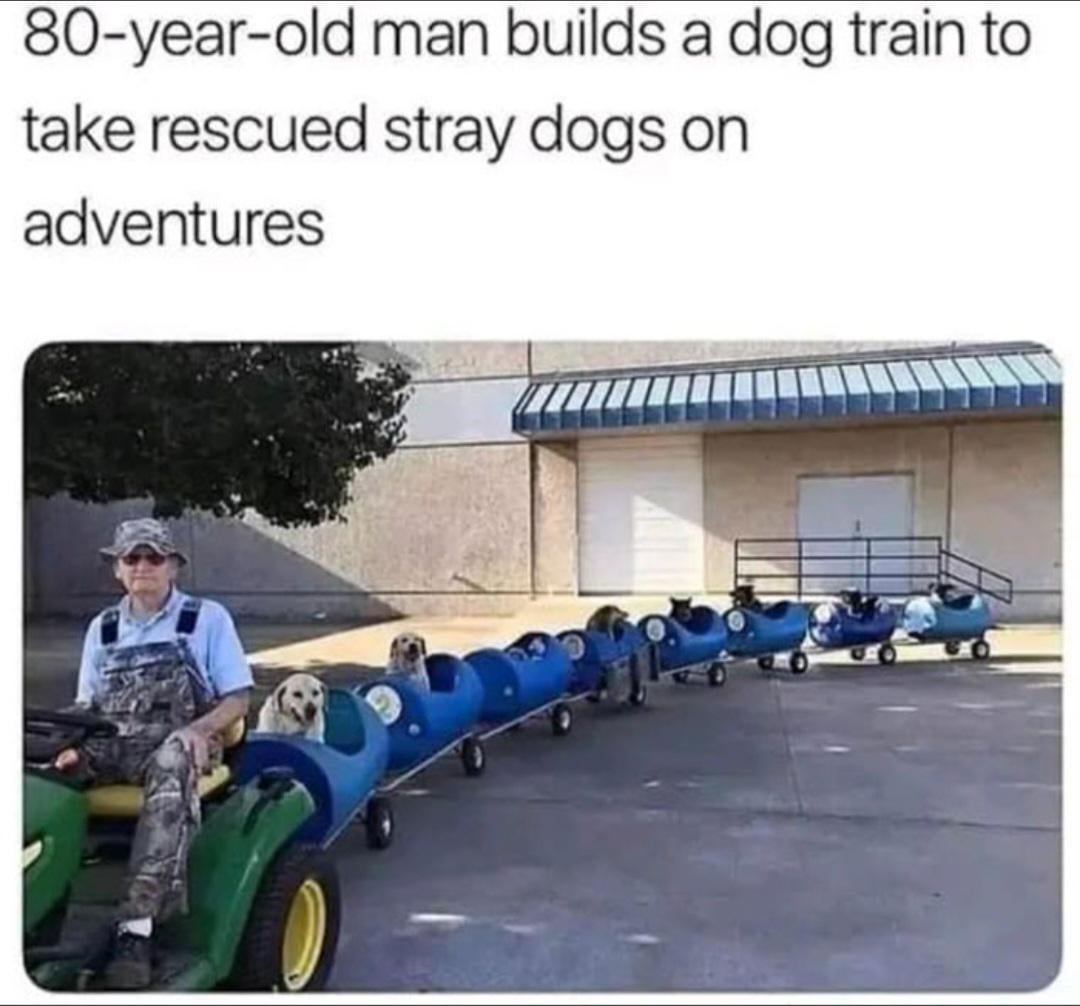 80-year-old man builds a dog train to
take rescued stray dogs on
adventures